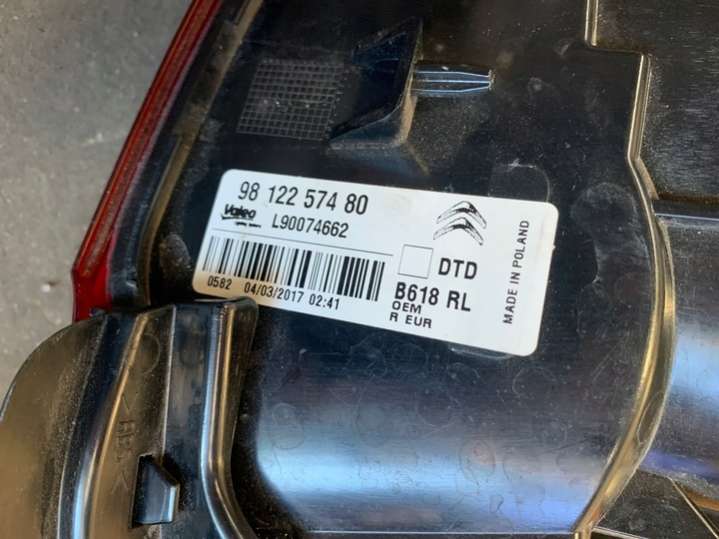 98 122 574 80
Valeo L90074662
DTD
0582 04/03/2017 02:41
B618 RL
OEM
R EUR
MADE IN POLAND